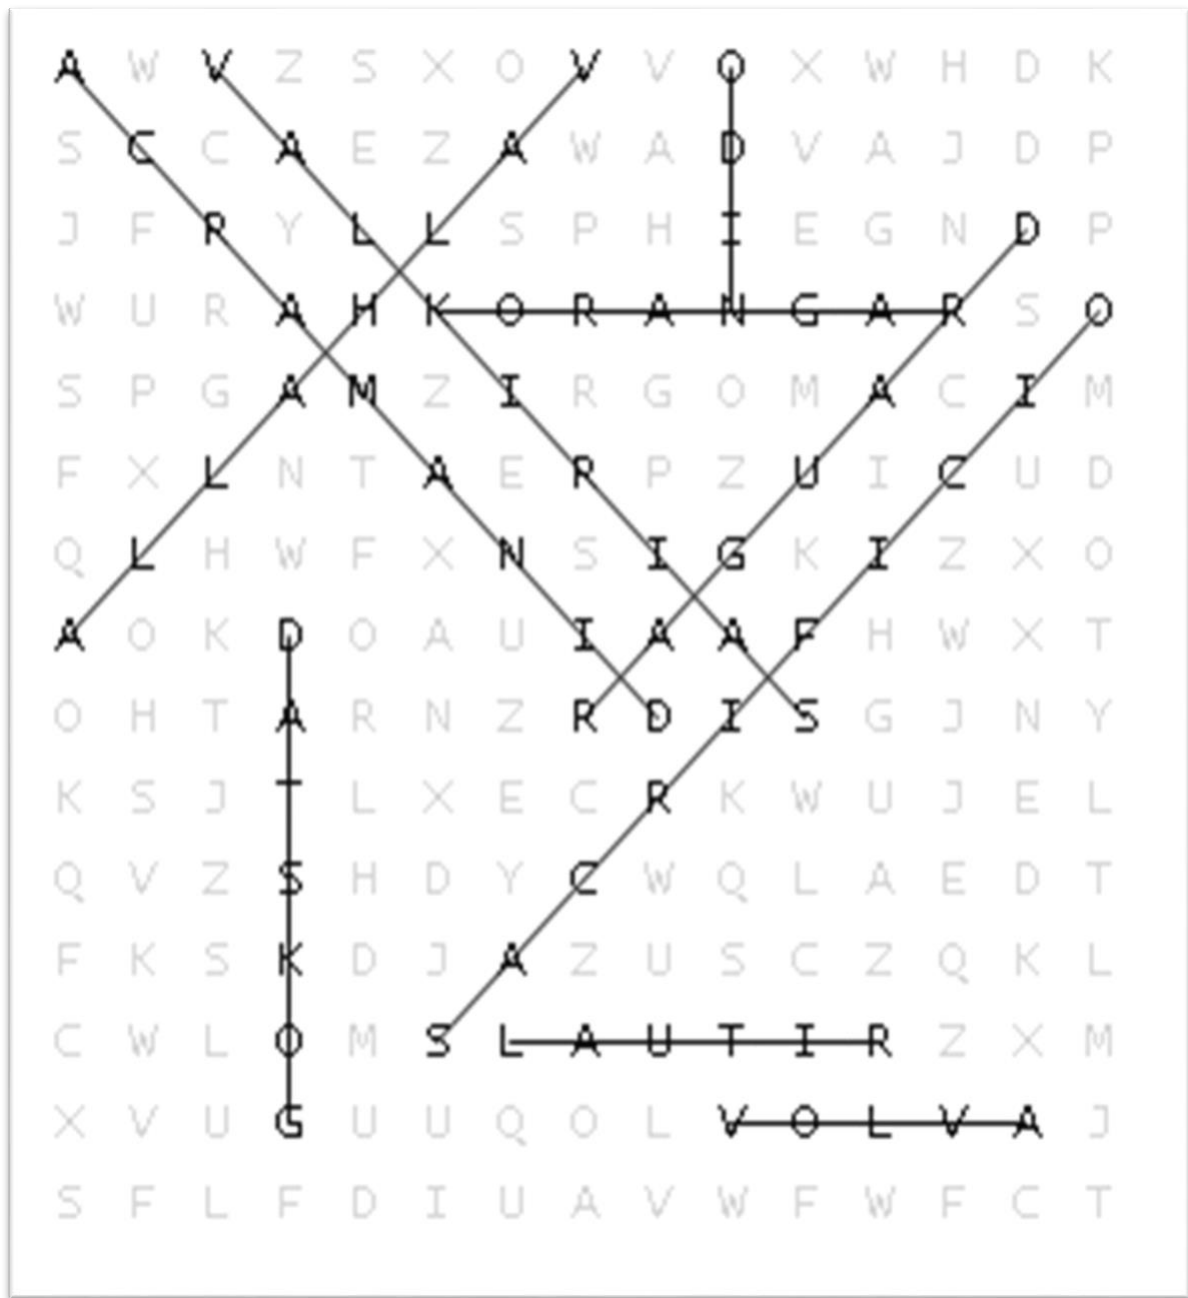 A W V Z S X O V V O X W H D K
S C C A E Z A W A D V A J D P
J F R Y L L S P H I E G N D P
W U R A H K O R A N G A R S O
S P G A M Z I R G O M A C I M
F X L N T A E R P Z U I C U D
Q L H W F X N S I G K I Z X O
A O K D O A U I A A F H W X T
O H T A R N Z R D I S G J N Y
K S J T L X E C R K W U J E L
Q V Z S H D Y C W Q L A E D T
F K S K D J A Z U S C Z Q K L
C W L O M S L A U T I R Z X M
X V U G U U Q O L V O L V A J
S F L F D I U A V W F W F C T